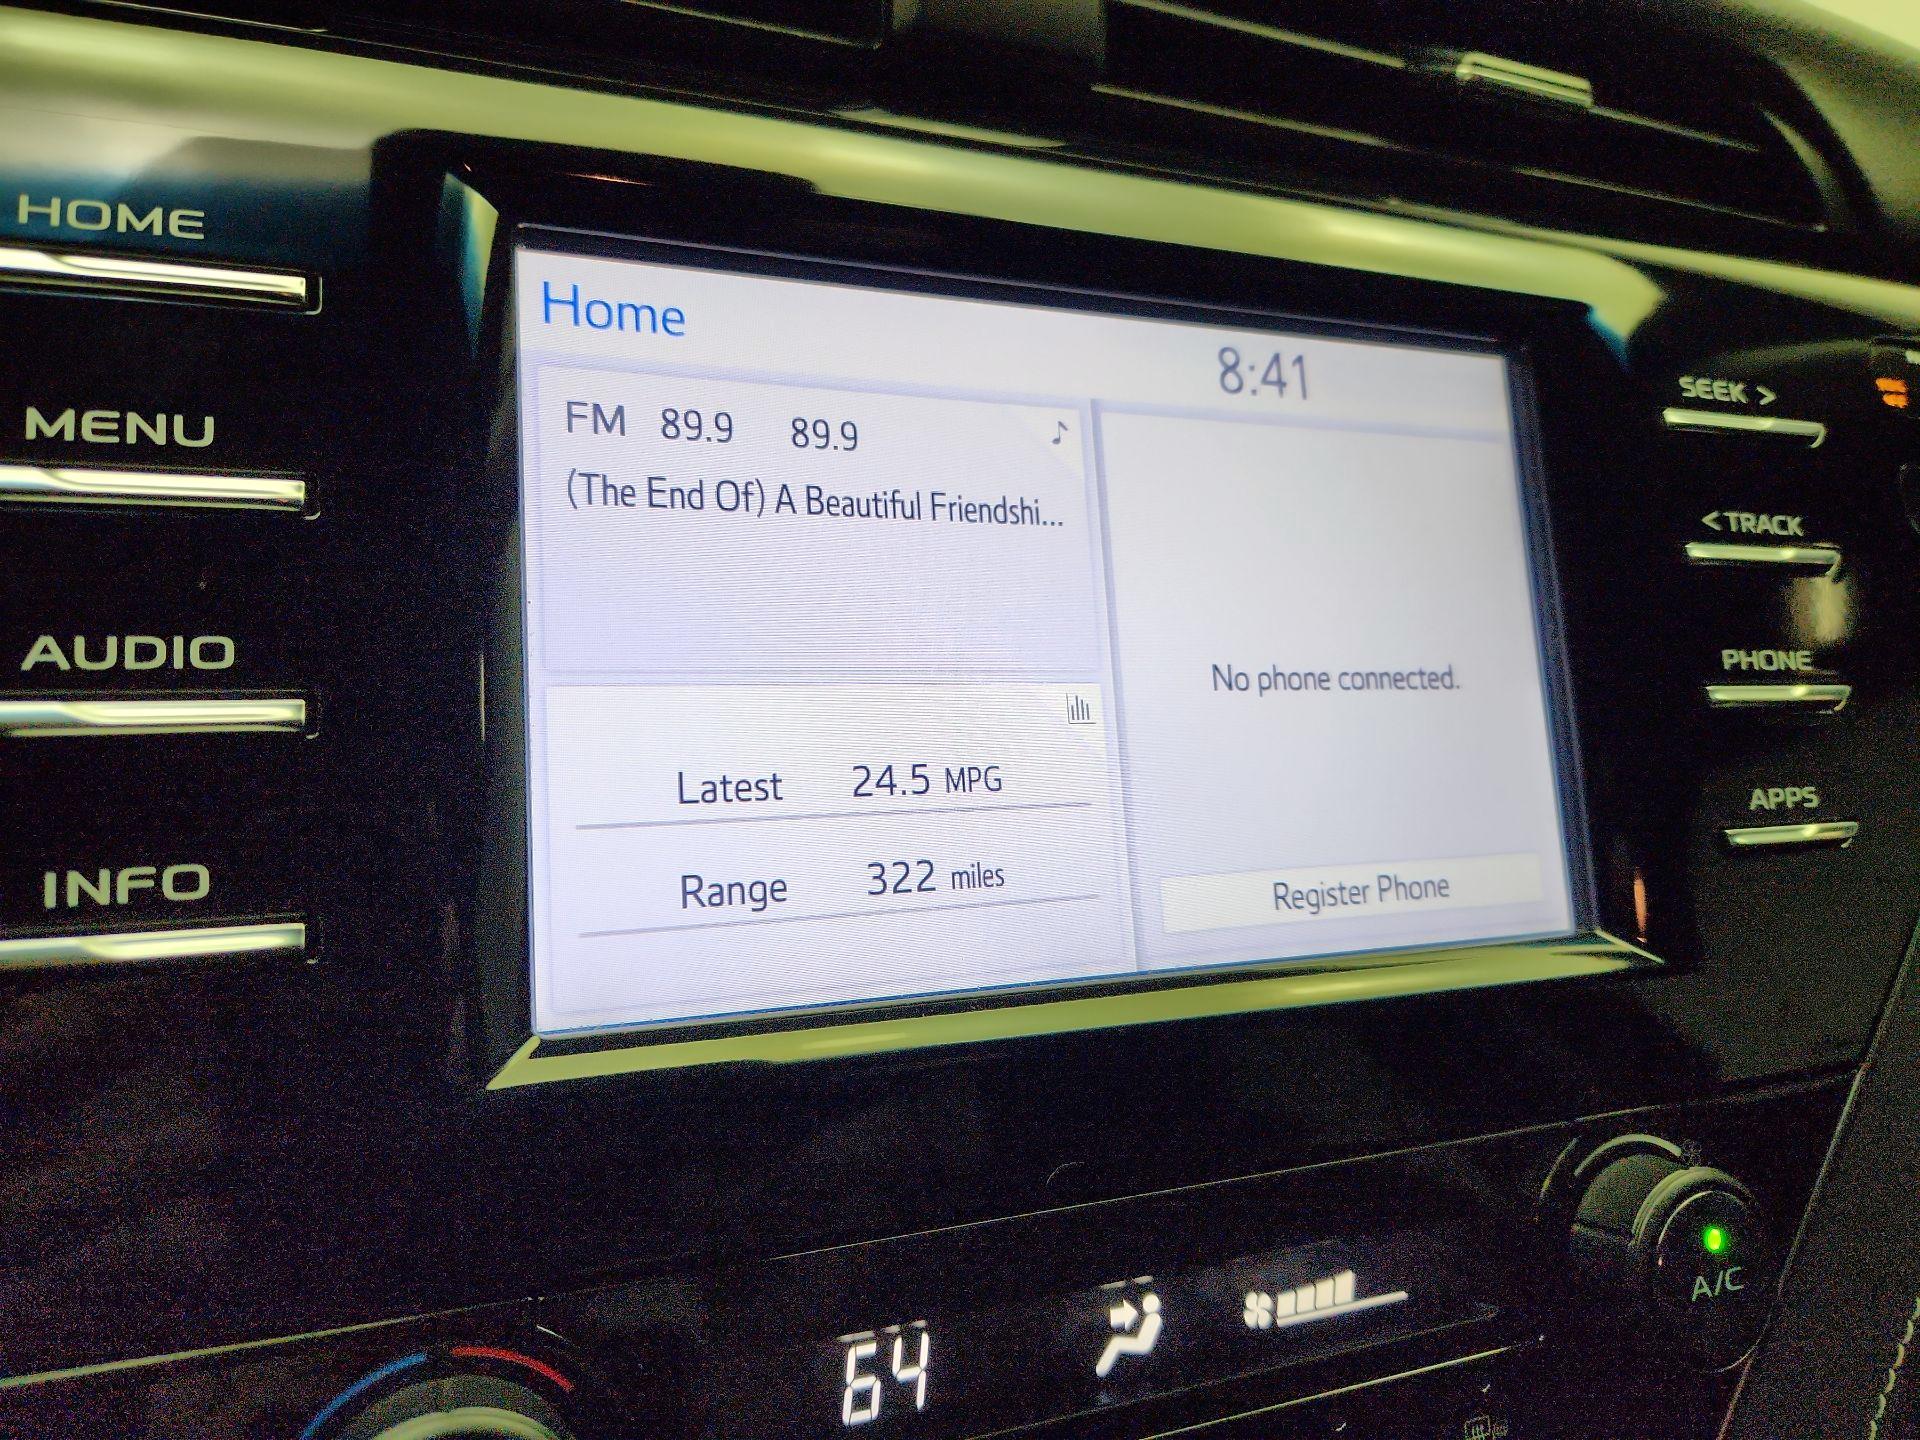 HOME
MENU
AUDIO
INFO
Home
8:41
FM 89.9 89.9
(The End Of) A Beautiful Friendshi...
Latest 24.5 MPG
Range 322 miles
No phone connected.
Register Phone
SEEK >
< TRACK
PHONE
APPS
64
A/C